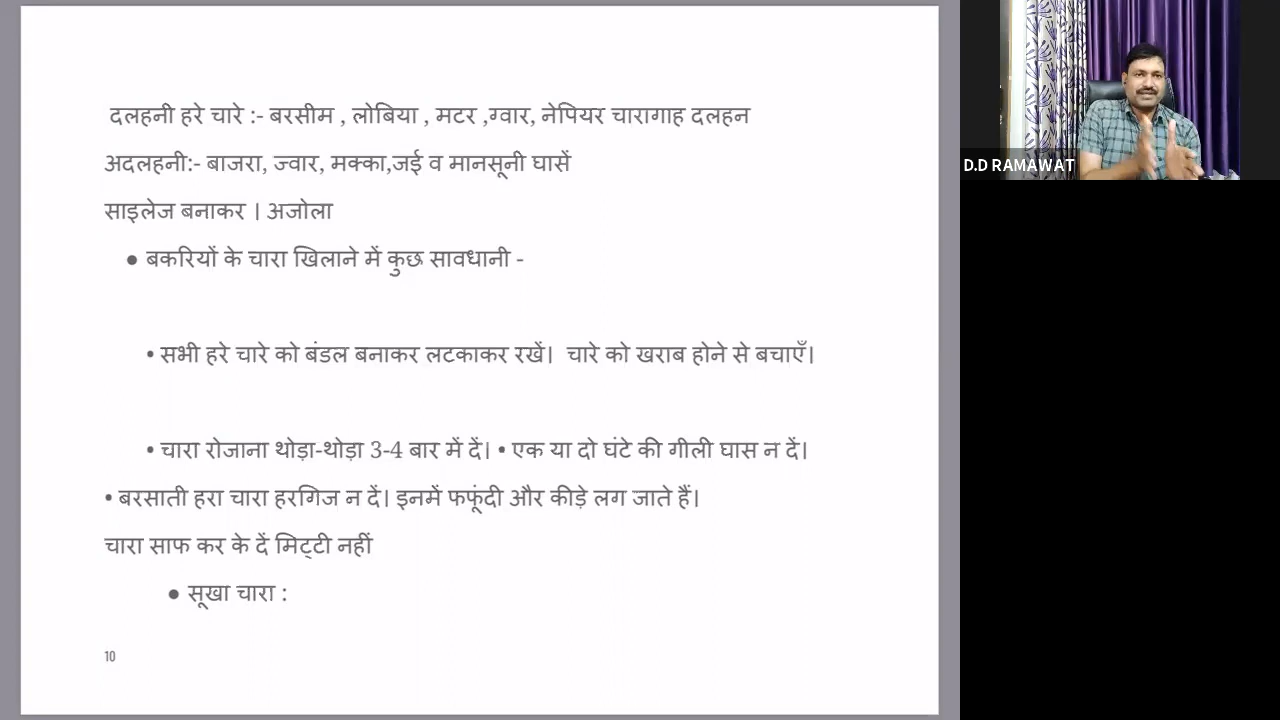 दलहनी हरे चारे :- बरसीम , लोबिया , मटर ,ग्वार, नेपियर चारागाह दलहन
अदलहनी:- बाजरा, ज्वार, मक्का,जई व मानसूनी घासें
साइलेज बनाकर । अजोला
● बकरियों के चारा खिलाने में कुछ सावधानी -
• सभी हरे चारे को बंडल बनाकर लटकाकर रखें। चारे को खराब होने से बचाएँ।
• चारा रोजाना थोड़ा-थोड़ा 3-4 बार में दें। • एक या दो घंटे की गीली घास न दें।
• बरसाती हरा चारा हरगिज न दें। इनमें फफूंदी और कीड़े लग जाते हैं।
चारा साफ कर के दें मिट्टी नहीं
● सूखा चारा :
10
D.D RAMAWAT